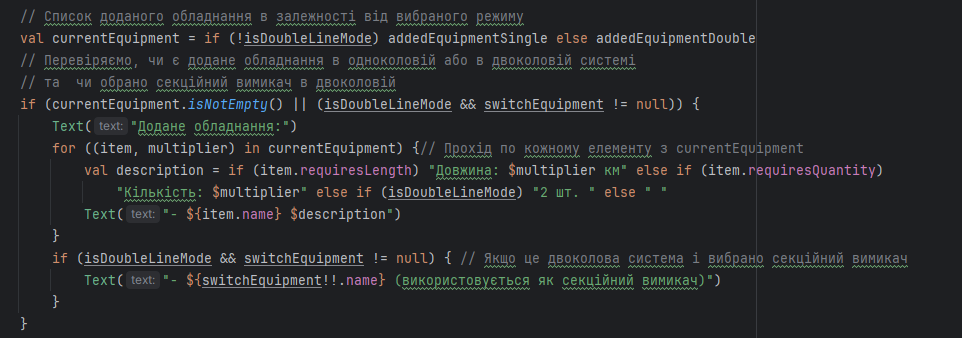 // Список доданого обладнання в залежності від вибраного режиму
val currentEquipment = if (!isDoubleLineMode) addedEquipmentSingle else addedEquipmentDouble
// Перевіряємо, чи є додане обладнання в одноколовій або в двоколовій системі
// та  чи обрано секційний вимикач в двоколовій
if (currentEquipment.isNotEmpty() || (isDoubleLineMode && switchEquipment != null)) {
    Text( text: "Додане обладнання:")
    for ((item, multiplier) in currentEquipment) {// Прохід по кожному елементу з currentEquipment
        val description = if (item.requiresLength) "Довжина: $multiplier км" else if (item.requiresQuantity)
            "Кількість: $multiplier" else if (isDoubleLineMode) "2 шт. " else " "
        Text( text: "- ${item.name} $description")
    }
    if (isDoubleLineMode && switchEquipment != null) { // Якщо це двоколова система і вибрано секційний вимикач
        Text( text: "- ${switchEquipment!!.name} (використовується як секційний вимикач)")
    }
}